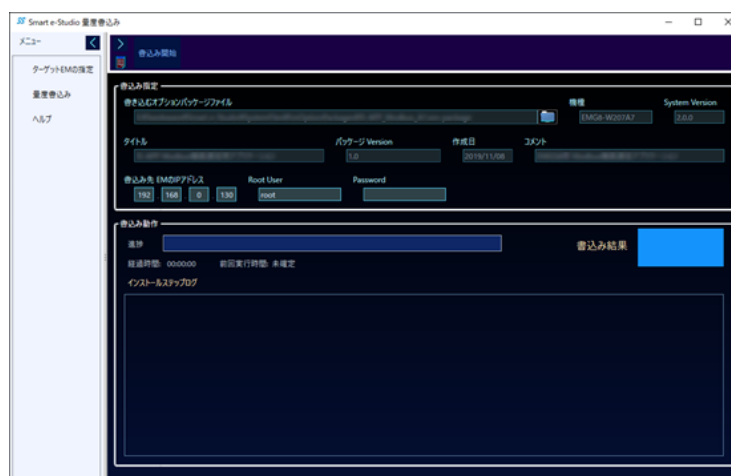 Smart e-Studio 量産書込み
メニュー
書込み開始
ターゲットEMの指定
量産書込み
ヘルプ
書込み指定
書き込むオプションパッケージファイル
機種
System Version
EMG8-W207A7
2.0.0
タイトル
パッケージ Version
作成日
コメント
1.0
2019/11/08
書込み先 EMのIPアドレス
Root User
Password
192 168 0 130
root
書込み動作
進捗
書込み結果
経過時間: 00:00:00 前回実行時間: 未確定
インストールステップログ